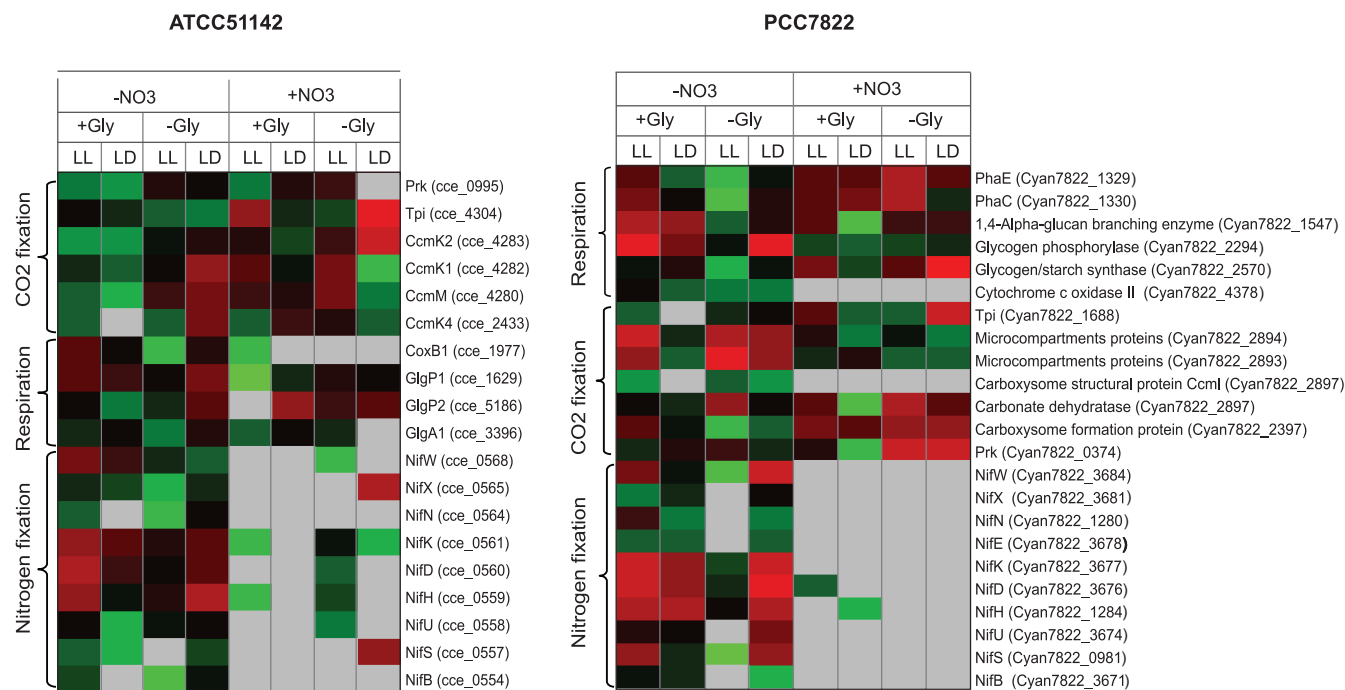 ATCC51142
PCC7822
-NO3
+NO3
+Gly
-Gly
+Gly
-Gly
LL
LD
LL
LD
LL
LD
LL
LD
CO2 fixation
Respiration
Nitrogen fixation
Prk (cce_0995)
Tpi (cce_4304)
CcmK2 (cce_4283)
CcmK1 (cce_4282)
CcmM (cce_4280)
CcmK4 (cce_2433)
CoxB1 (cce_1977)
GlgP1 (cce_1629)
GlgP2 (cce_5186)
GlgA1 (cce_3396)
NifW (cce_0568)
NifX (cce_0565)
NifN (cce_0564)
NifK (cce_0561)
NifD (cce_0560)
NifH (cce_0559)
NifU (cce_0558)
NifS (cce_0557)
NifB (cce_0554)
-NO3
+NO3
+Gly
-Gly
+Gly
-Gly
LL
LD
LL
LD
LL
LD
LL
LD
Respiration
CO2 fixation
Nitrogen fixation
PhaE (Cyan7822_1329)
PhaC (Cyan7822_1330)
1,4-Alpha-glucan branching enzyme (Cyan7822_1547)
Glycogen phosphorylase (Cyan7822_2294)
Glycogen/starch synthase (Cyan7822_2570)
Cytochrome c oxidase II (Cyan7822_4378)
Tpi (Cyan7822_1688)
Microcompartments proteins (Cyan7822_2894)
Microcompartments proteins (Cyan7822_2893)
Carboxysome structural protein CcmI (Cyan7822_2897)
Carbonate dehydratase (Cyan7822_2897)
Carboxysome formation protein (Cyan7822_2397)
Prk (Cyan7822_0374)
NifW (Cyan7822_3684)
NifX (Cyan7822_3681)
NifN (Cyan7822_1280)
NifE (Cyan7822_3678)
NifK (Cyan7822_3677)
NifD (Cyan7822_3676)
NifH (Cyan7822_1284)
NifU (Cyan7822_3674)
NifS (Cyan7822_0981)
NifB (Cyan7822_3671)